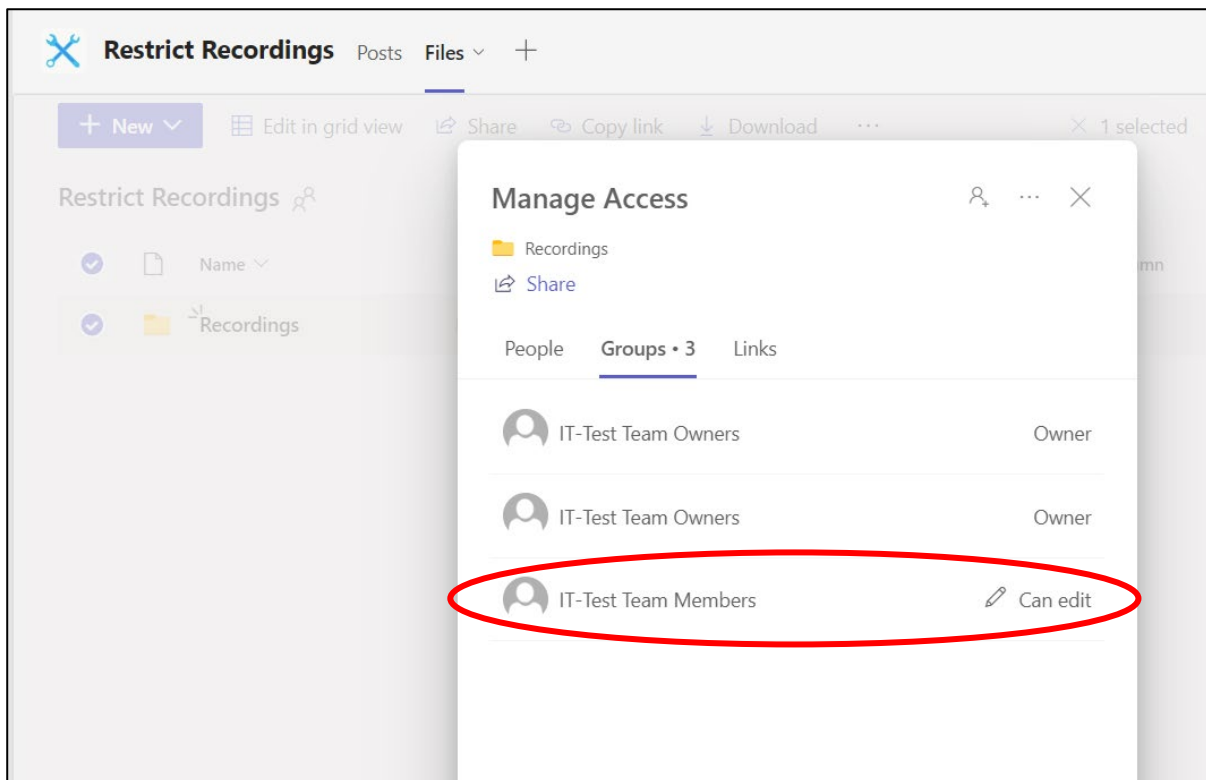 Restrict Recordings Posts Files
New Edit in grid view Share Copy link Download ... 1 selected
Restrict Recordings
Name
Recordings
mn
Manage Access
Recordings
Share
People Groups • 3 Links
IT-Test Team Owners Owner
IT-Test Team Owners Owner
IT-Test Team Members Can edit